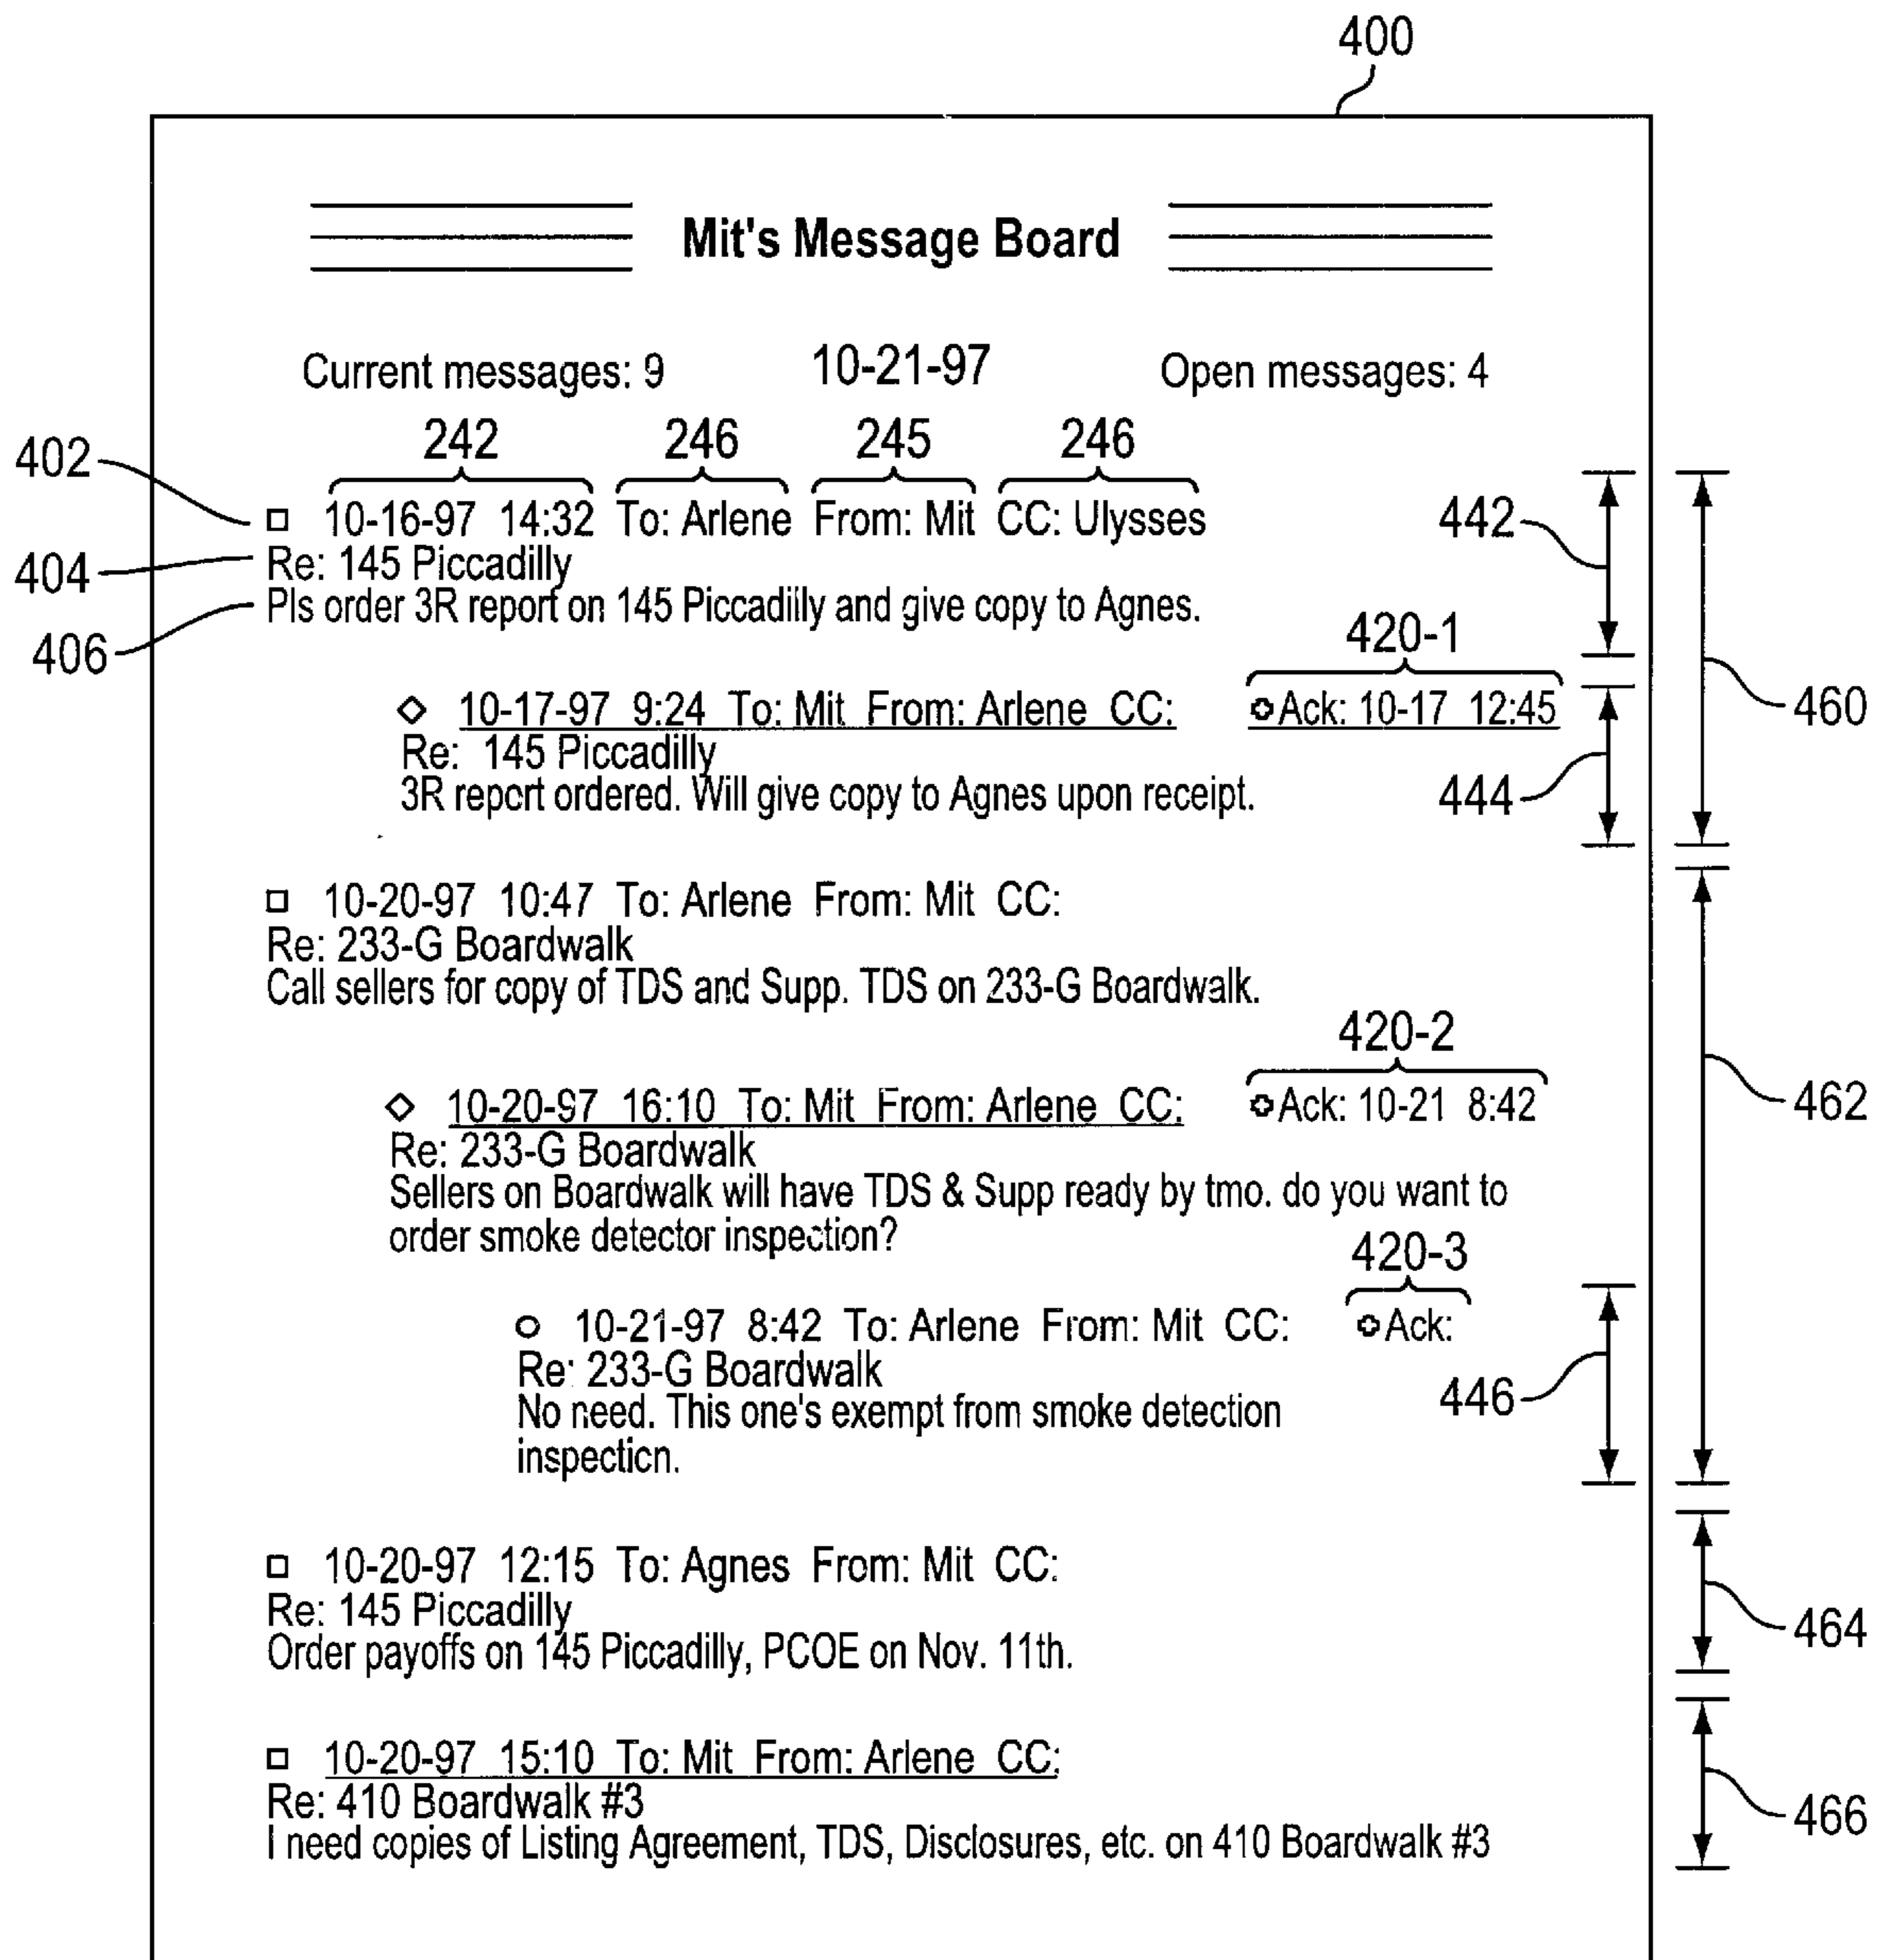 400
Mit's Message Board
Current messages: 9 10-21-97 Open messages: 4
242 246 245 246
402
10-16-97 14:32 To: Arlene From: Mit CC: Ulysses
442
404 Re: 145 Piccadilly
406 Pls order 3R report on 145 Piccadilly and give copy to Agnes.
420-1
10-17-97 9:24 To: Mit From: Arlene CC: Ack: 10-17 12:45
460
Re: 145 Piccadilly
3R report ordered. Will give copy to Agnes upon receipt.
444
10-20-97 10:47 To: Arlene From: Mit CC:
Re: 233-G Boardwalk
Call sellers for copy of TDS and Supp. TDS on 233-G Boardwalk.
420-2
10-20-97 16:10 To: Mit From: Arlene CC: Ack: 10-21 8:42
462
Re: 233-G Boardwalk
Sellers on Boardwalk will have TDS & Supp ready by tmo. do you want to
order smoke detector inspection?
420-3
10-21-97 8:42 To: Arlene From: Mit CC: Ack:
Re: 233-G Boardwalk
446
No need. This one's exempt from smoke detection
inspection.
10-20-97 12:15 To: Agnes From: Mit CC:
Re: 145 Piccadilly
464
Order payoffs on 145 Piccadilly, PCOE on Nov. 11th.
10-20-97 15:10 To: Mit From: Arlene CC:
Re: 410 Boardwalk #3
466
I need copies of Listing Agreement, TDS, Disclosures, etc. on 410 Boardwalk #3